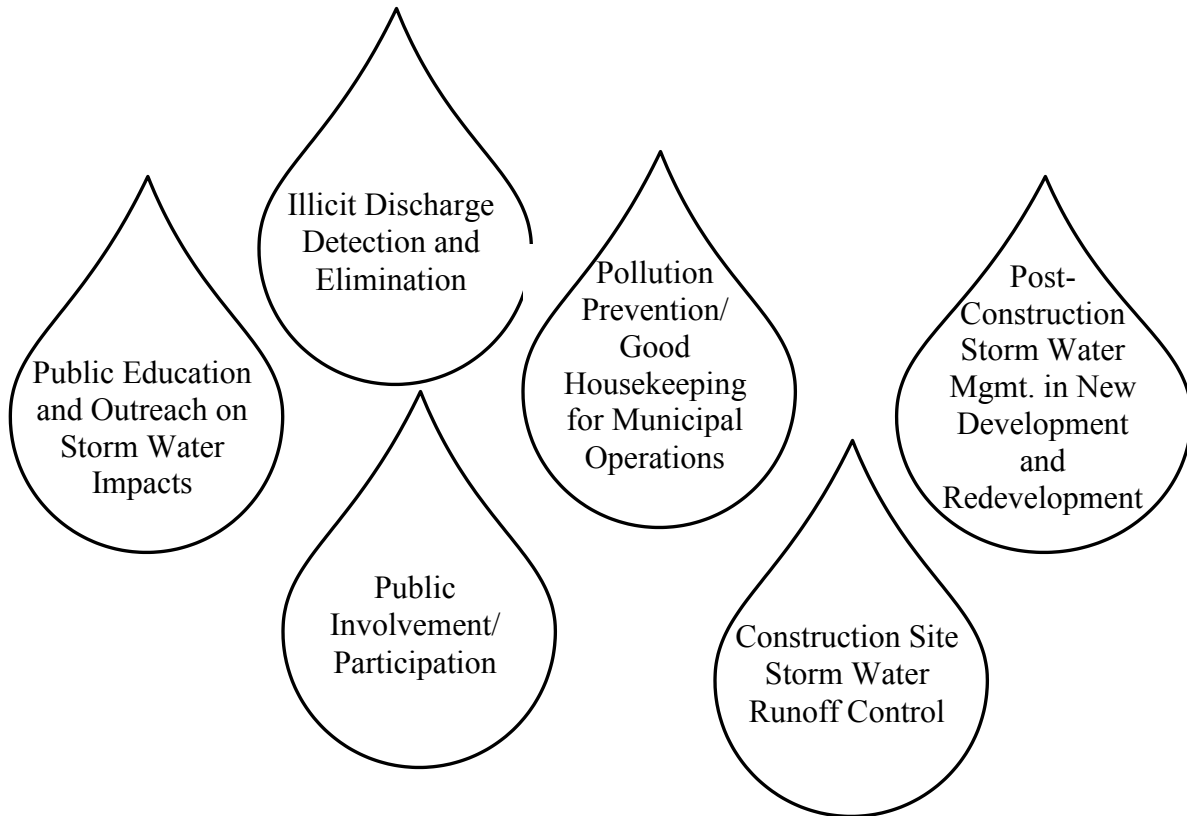 Public Education
and Outreach on
Storm Water
Impacts
Illicit Discharge
Detection and
Elimination
Public
Involvement/
Participation
Pollution
Prevention/
Good
Housekeeping
for Municipal
Operations
Construction Site
Storm Water
Runoff Control
Post-
Construction
Storm Water
Mgmt. in New
Development
and
Redevelopment